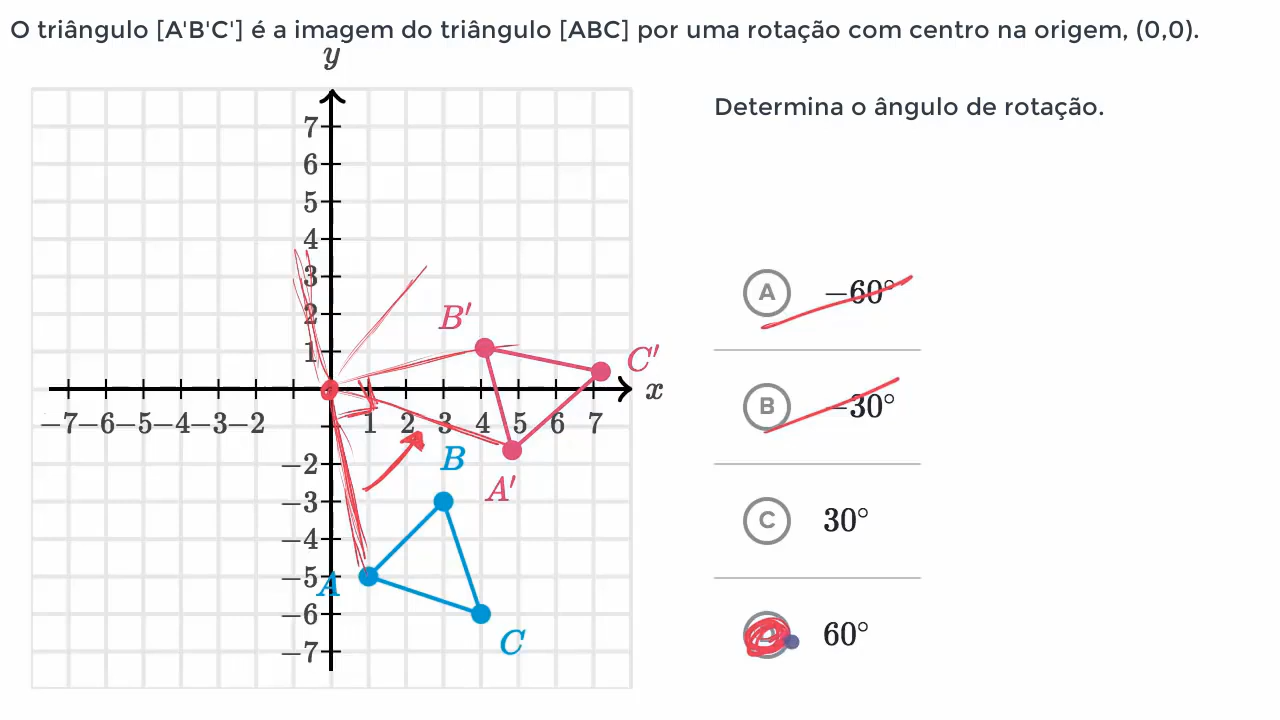 O triângulo [A'B'C'] é a imagem do triângulo [ABC] por uma rotação com centro na origem, (0,0).
y
Determina o ângulo de rotação.
7
6
5
4
3
2
1
B'
C'
x
−7 −6 −5 −4 −3 −2
1 2 3 4 5 6 7
A'
B
−2
−3
−4
−5
−6
−7
A
C
A −60°
B −30°
C 30°
60°